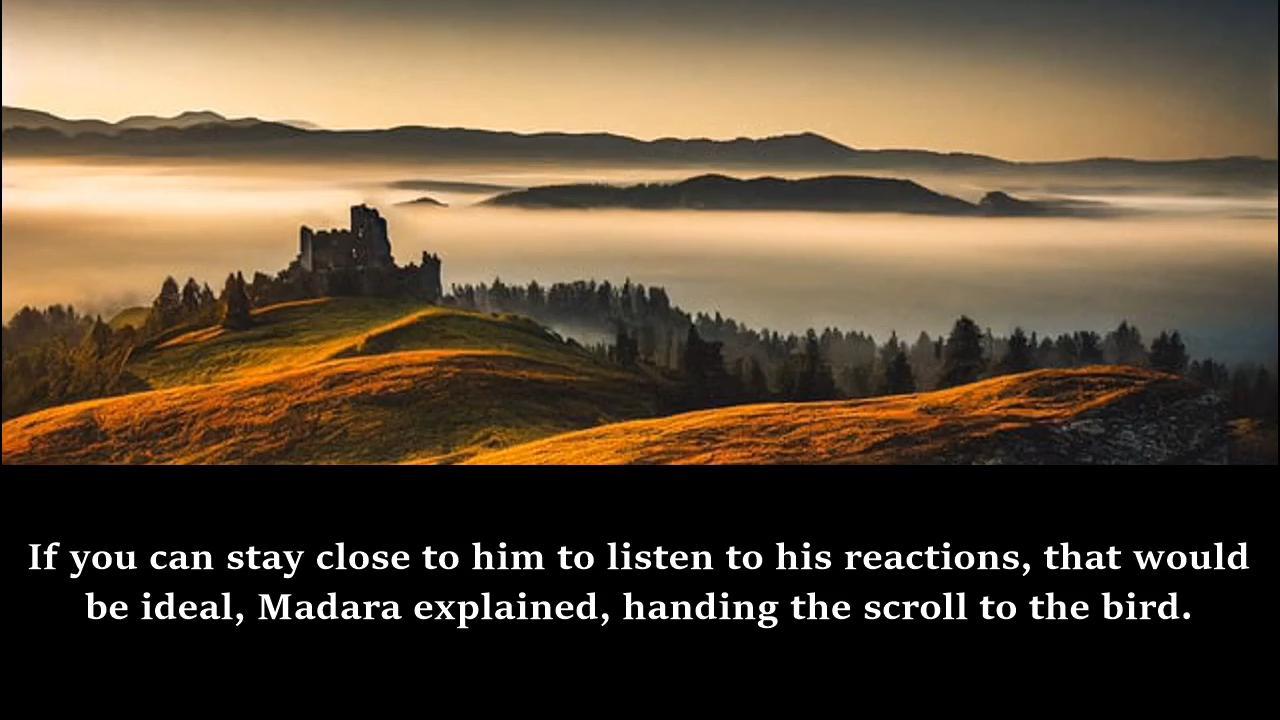 If you can stay close to him to listen to his reactions, that would
be ideal, Madara explained, handing the scroll to the bird.